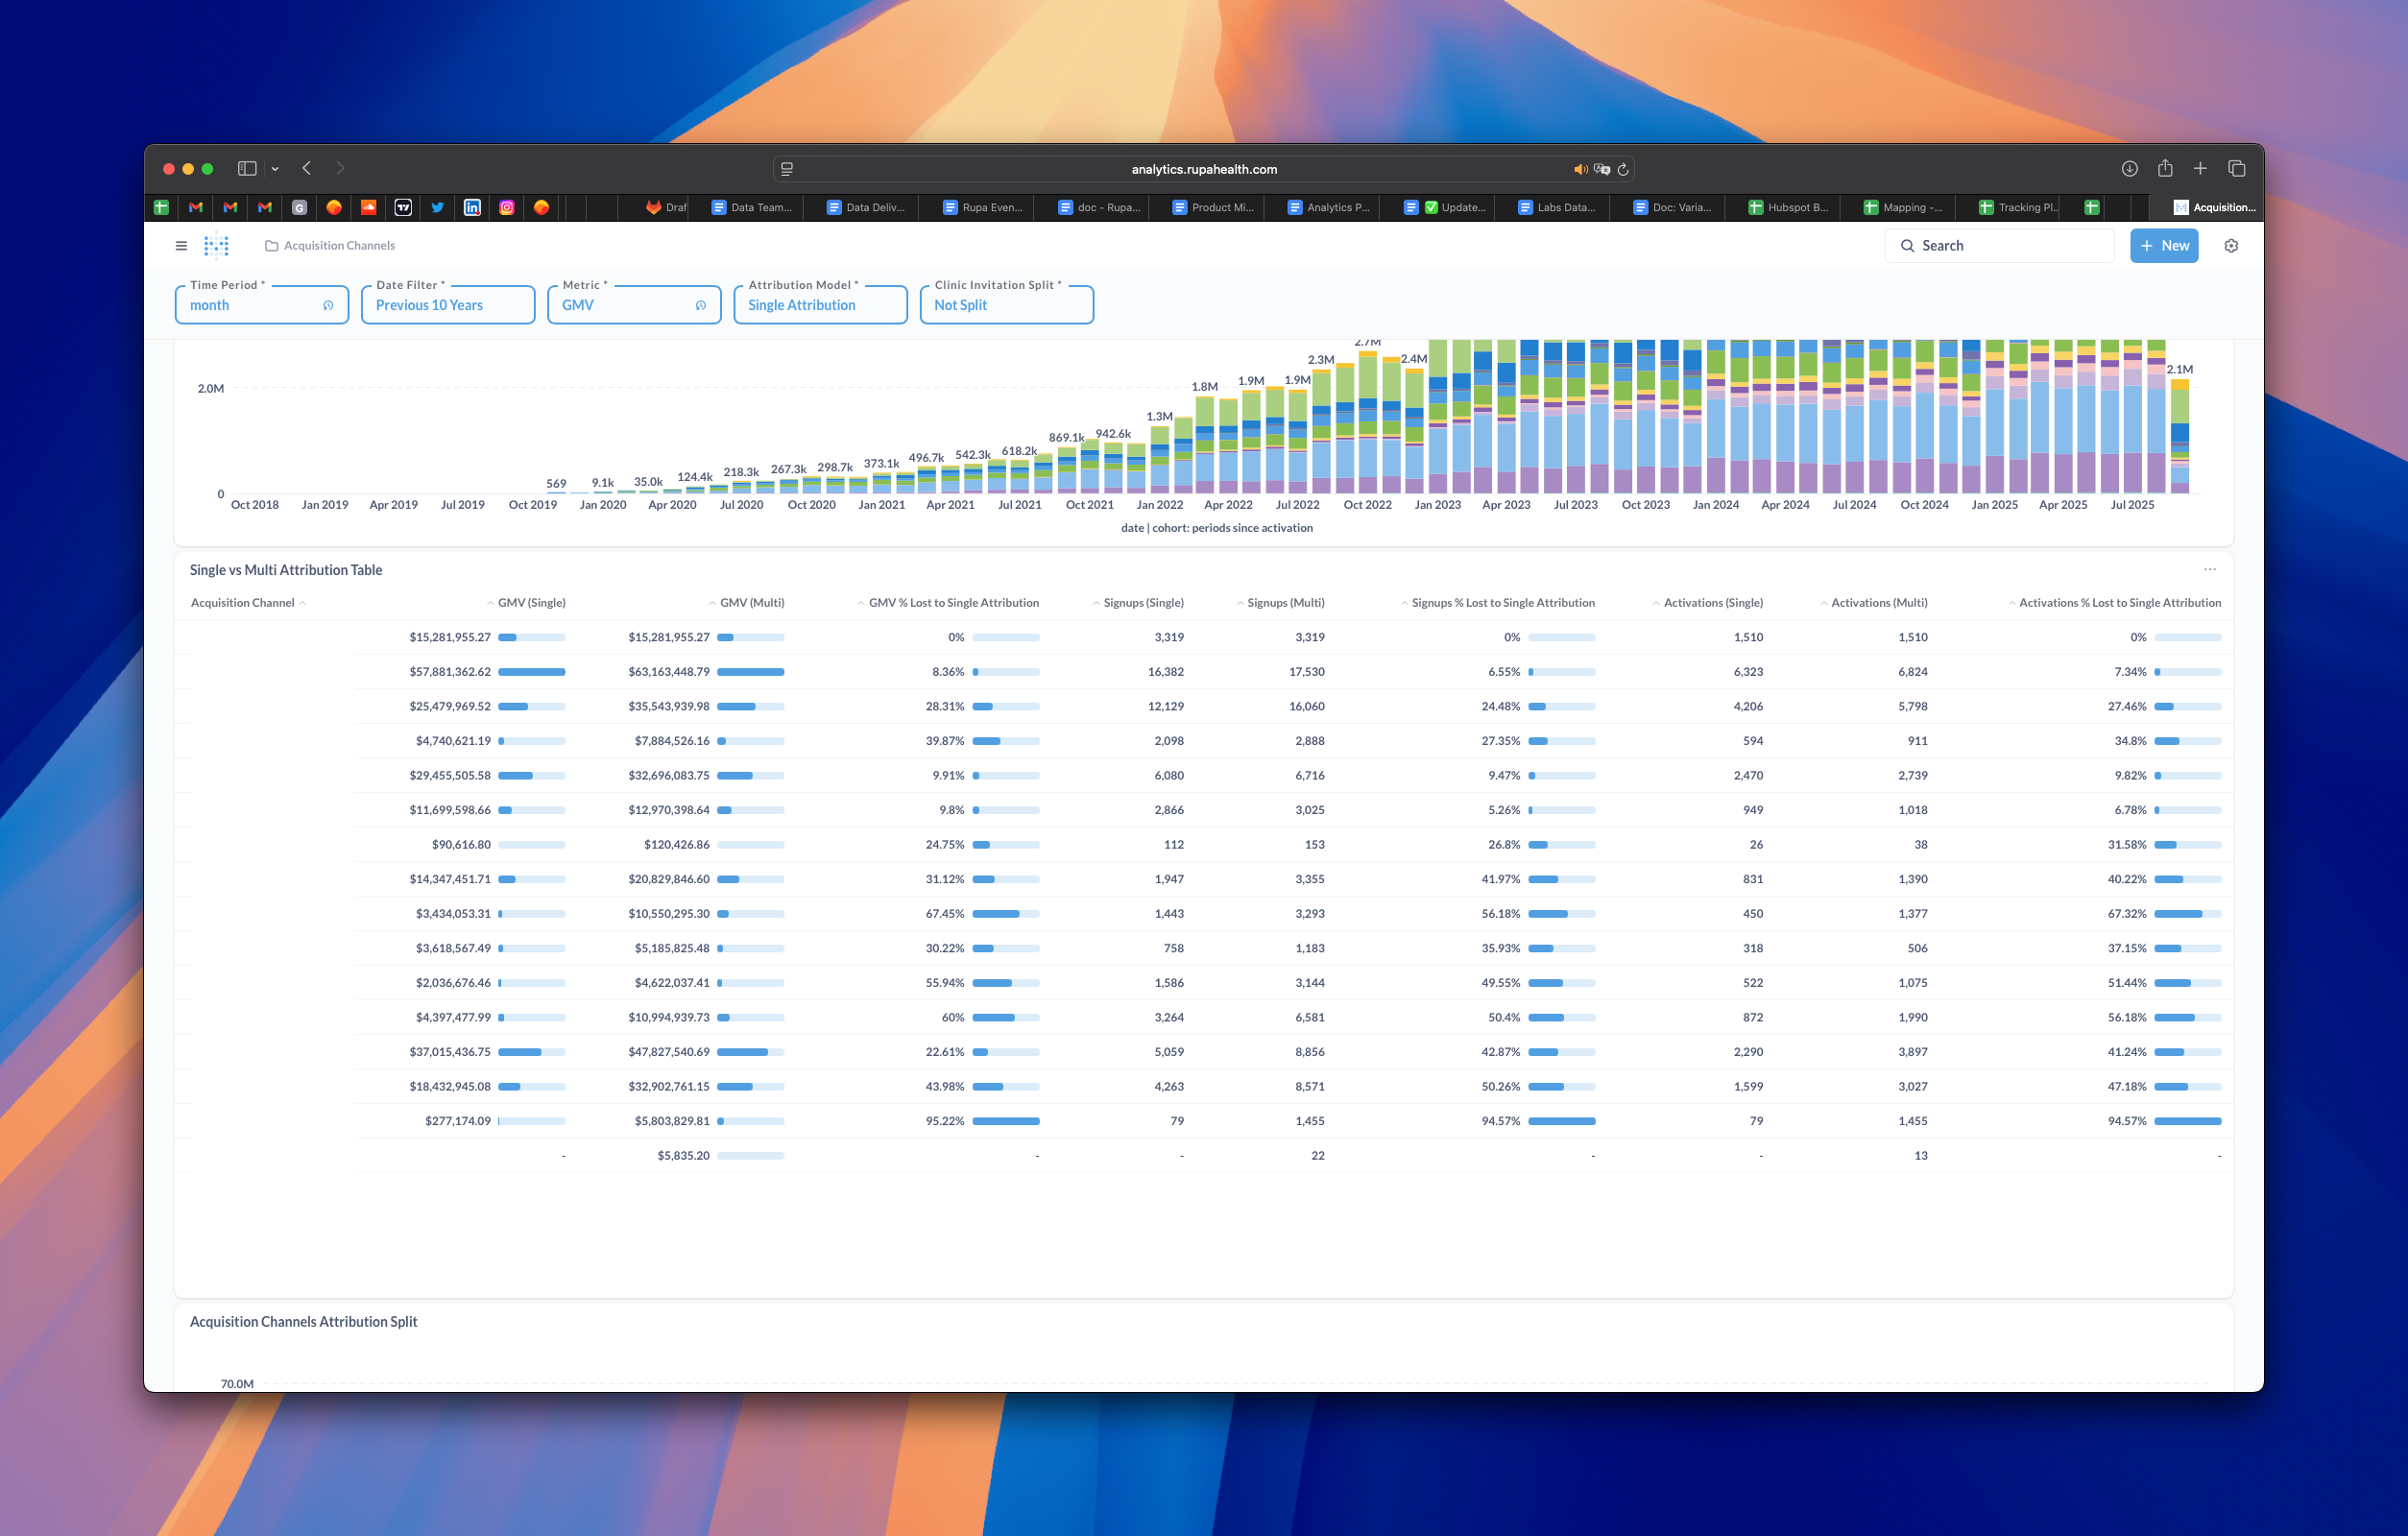 analytics.rupahealth.com
Draf
Data Team...
Data Deliv...
Rupa Even...
doc - Rupa...
Product Mi...
Analytics P...
✅ Update...
Labs Data...
Doc: Varia...
Hubspot B...
Mapping -...
Tracking Pl...
Acquisition...
Acquisition Channels
Search
+ New
Time Period *
month
Date Filter *
Previous 10 Years
Metric *
GMV
Attribution Model *
Single Attribution
Clinic Invitation Split *
Not Split
2.0M
0
569
9.1k
35.0k
124.4k
218.3k
267.3k
298.7k
373.1k
496.7k
542.3k
618.2k
869.1k
942.6k
1.3M
1.8M
1.9M
1.9M
2.3M
2.7M
2.4M
2.1M
Oct 2018 Jan 2019 Apr 2019 Jul 2019 Oct 2019 Jan 2020 Apr 2020 Jul 2020 Oct 2020 Jan 2021 Apr 2021 Jul 2021 Oct 2021 Jan 2022 Apr 2022 Jul 2022 Oct 2022 Jan 2023 Apr 2023 Jul 2023 Oct 2023 Jan 2024 Apr 2024 Jul 2024 Oct 2024 Jan 2025 Apr 2025 Jul 2025
date | cohort: periods since activation
Single vs Multi Attribution Table
Acquisition Channel GMV (Single) GMV (Multi) GMV % Lost to Single Attribution Signups (Single) Signups (Multi) Signups % Lost to Single Attribution Activations (Single) Activations (Multi) Activations % Lost to Single Attribution
$15,281,955.27 $15,281,955.27 0% 3,319 3,319 0% 1,510 1,510 0%
$57,881,362.62 $63,163,448.79 8.36% 16,382 17,530 6.55% 6,323 6,824 7.34%
$25,479,969.52 $35,543,939.98 28.31% 12,129 16,060 24.48% 4,206 5,798 27.46%
$4,740,621.19 $7,884,526.16 39.87% 2,098 2,888 27.35% 594 911 34.8%
$29,455,505.58 $32,696,083.75 9.91% 6,080 6,716 9.47% 2,470 2,739 9.82%
$11,699,598.66 $12,970,398.64 9.8% 2,866 3,025 5.26% 949 1,018 6.78%
$90,616.80 $120,426.86 24.75% 112 153 26.8% 26 38 31.58%
$14,347,451.71 $20,829,846.60 31.12% 1,947 3,355 41.97% 831 1,390 40.22%
$3,434,053.31 $10,550,295.30 67.45% 1,443 3,293 56.18% 450 1,377 67.32%
$3,618,567.49 $5,185,825.48 30.22% 758 1,183 35.93% 318 506 37.15%
$2,036,676.46 $4,622,037.41 55.94% 1,586 3,144 49.55% 522 1,075 51.44%
$4,397,477.99 $10,994,939.73 60% 3,264 6,581 50.4% 872 1,990 56.18%
$37,015,436.75 $47,827,540.69 22.61% 5,059 8,856 42.87% 2,290 3,897 41.24%
$18,432,945.08 $32,902,761.15 43.98% 4,263 8,571 50.26% 1,599 3,027 47.18%
$277,174.09 $5,803,829.81 95.22% 79 1,455 94.57% 79 1,455 94.57%
- $5,835.20 - - 22 - - 13 -
Acquisition Channels Attribution Split
70.0M